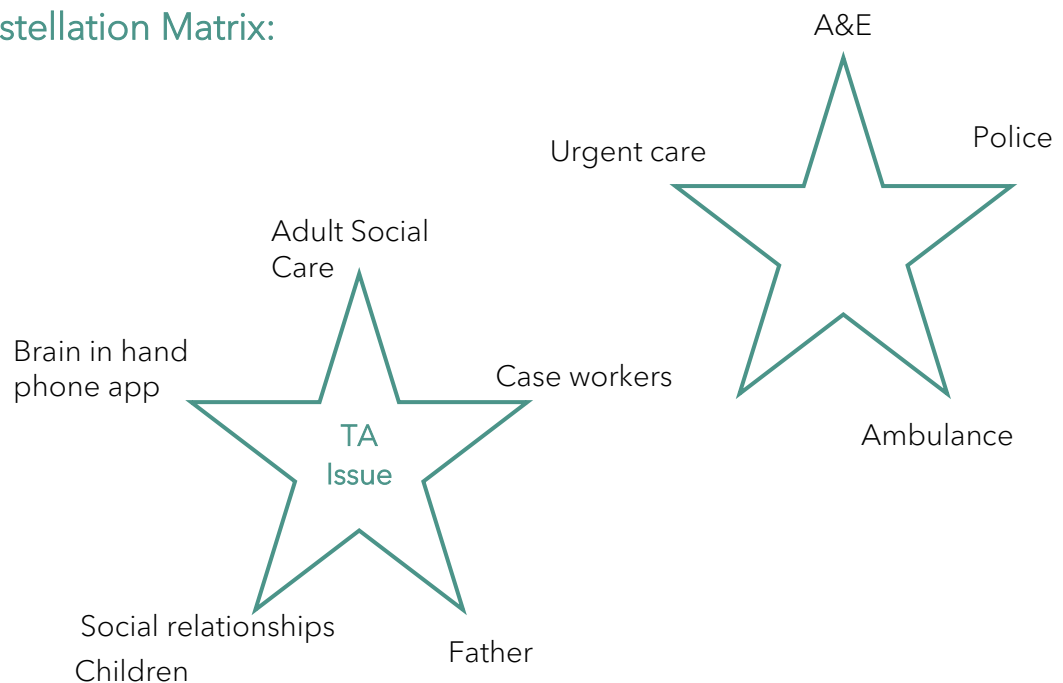 stellation Matrix:
A&E
Urgent care
Police
Adult Social
Care
Brain in hand
phone app
Case workers
TA
Issue
Ambulance
Social relationships
Children
Father